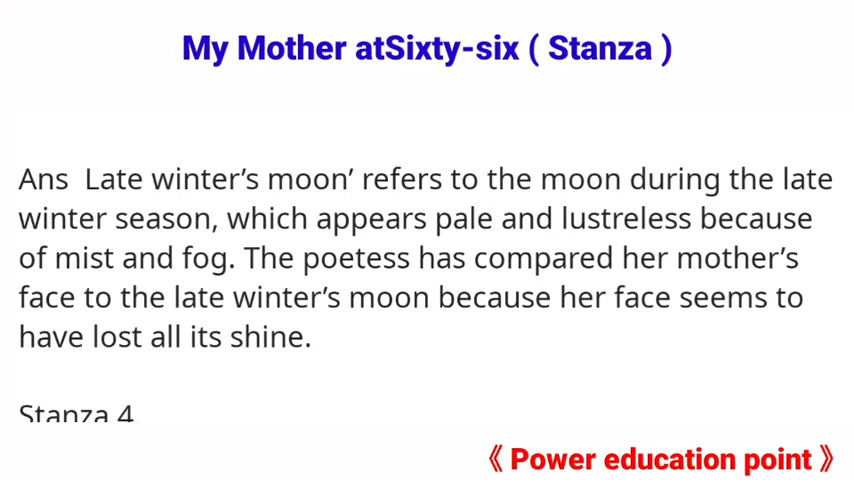 My Mother atSixty-six ( Stanza )
Ans  Late winter’s moon’ refers to the moon during the late
winter season, which appears pale and lustreless because
of mist and fog. The poetess has compared her mother’s
face to the late winter’s moon because her face seems to
have lost all its shine.
Stanza 4
《 Power education point 》